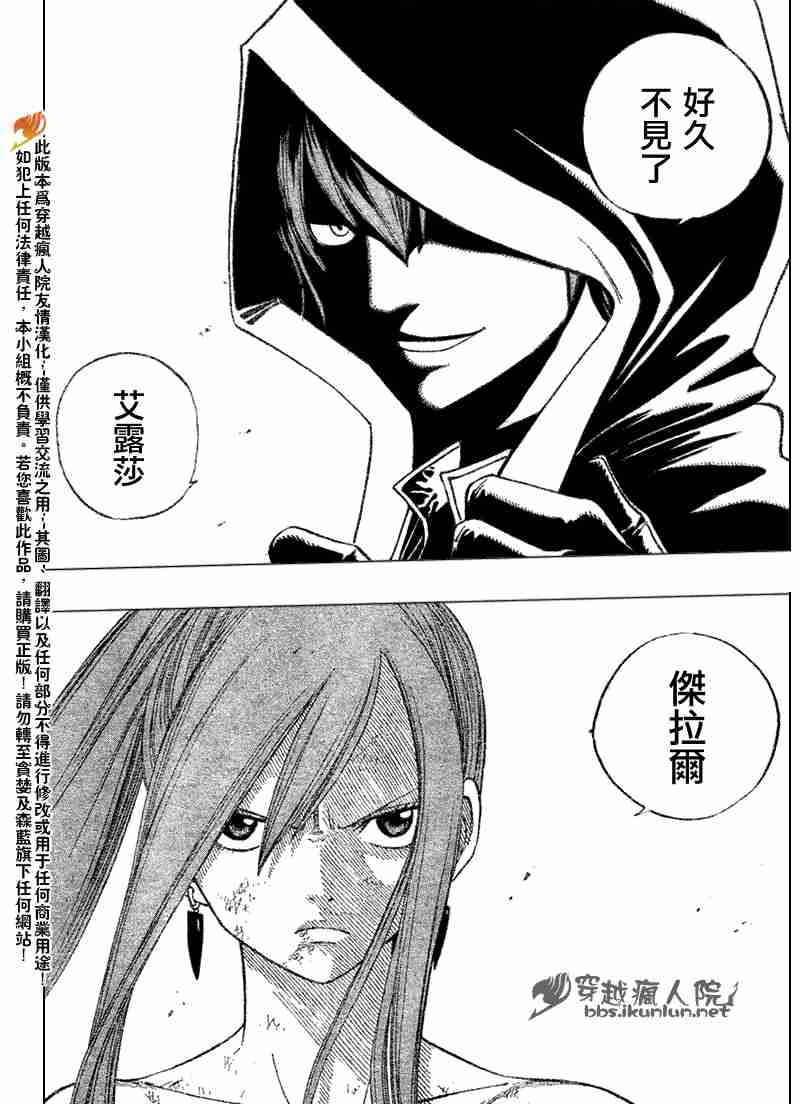 好久
不見了
艾露莎
傑拉爾
此版本爲穿越瘋人院友情漢化，僅供學習交流之用，其圖、翻譯以及任何部分不得進行修改或用于任何商業用途！
如犯上任何法律責任，本小組概不負責。若您喜歡此作品，請購買正版！請勿轉至貪婪及森藍旗下任何網站！
穿越瘋人院
bbs.ikunlun.net